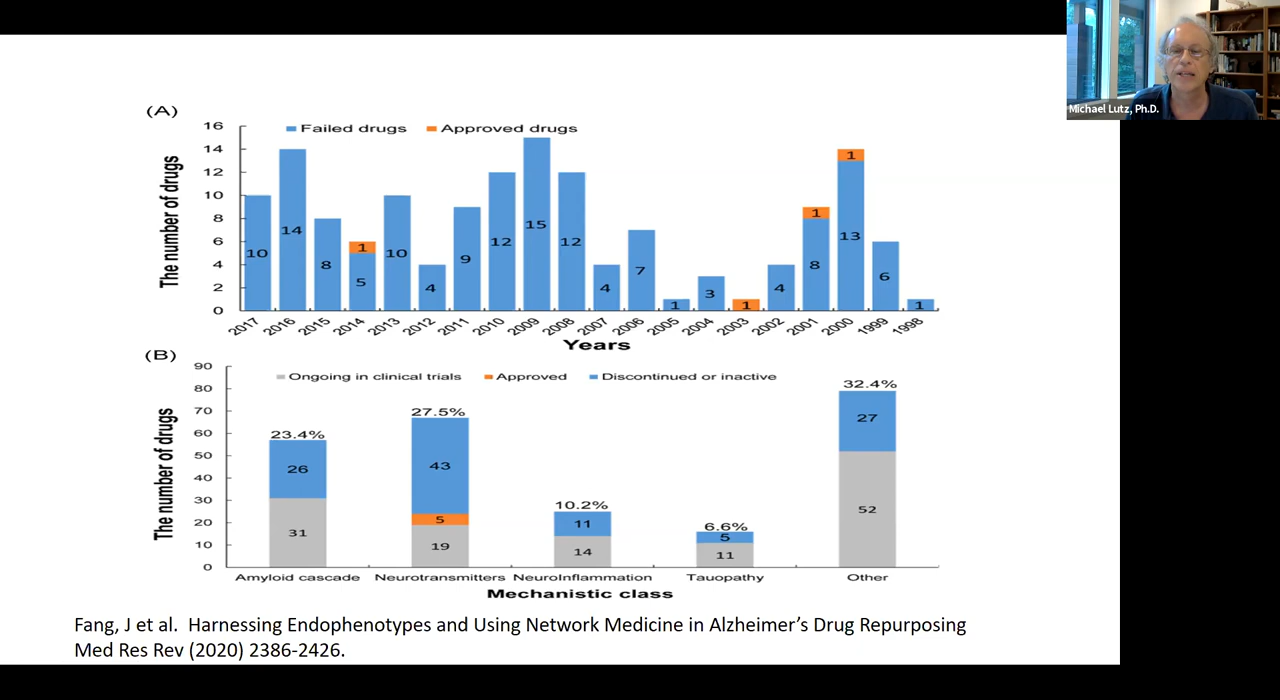 Michael Lutz, Ph.D.
(A)
Failed drugs Approved drugs
The number of drugs
16
14
12
10
8
6
4
2
0
10 14 8 1 5 10 4 9 12 15 12 4 7 1 3 1 4 1 8 1 13 6 1
2017 2016 2015 2014 2013 2012 2011 2010 2009 2008 2007 2006 2005 2004 2003 2002 2001 2000 1999 1998
Years
(B)
Ongoing in clinical trials Approved Discontinued or inactive
The number of drugs
90
80
70
60
50
40
30
20
10
0
23.4% 27.5% 10.2% 6.6% 32.4%
26 43 11 5 27
5
31 19 14 11 52
Amyloid cascade Neurotransmitters NeuroInflammation Tauopathy Other
Mechanistic class
Fang, J et al. Harnessing Endophenotypes and Using Network Medicine in Alzheimer’s Drug Repurposing
Med Res Rev (2020) 2386-2426.